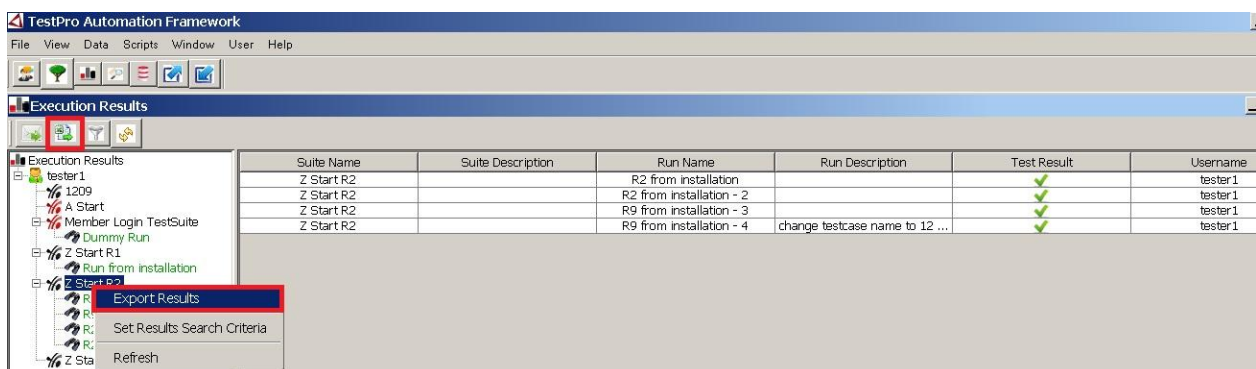 TestPro Automation Framework
File View Data Scripts Window User Help
Execution Results
Execution Results
tester1
1209
A Start
Member Login TestSuite
Dummy Run
Z Start R1
Run from installation
Z Start R2
Export Results
Set Results Search Criteria
Z Sta
Refresh
Suite Name Suite Description Run Name Run Description Test Result Username
Z Start R2 R2 from installation tester1
Z Start R2 R2 from installation - 2 tester1
Z Start R2 R9 from installation - 3 tester1
Z Start R2 R9 from installation - 4 change testcase name to 12 ... tester1